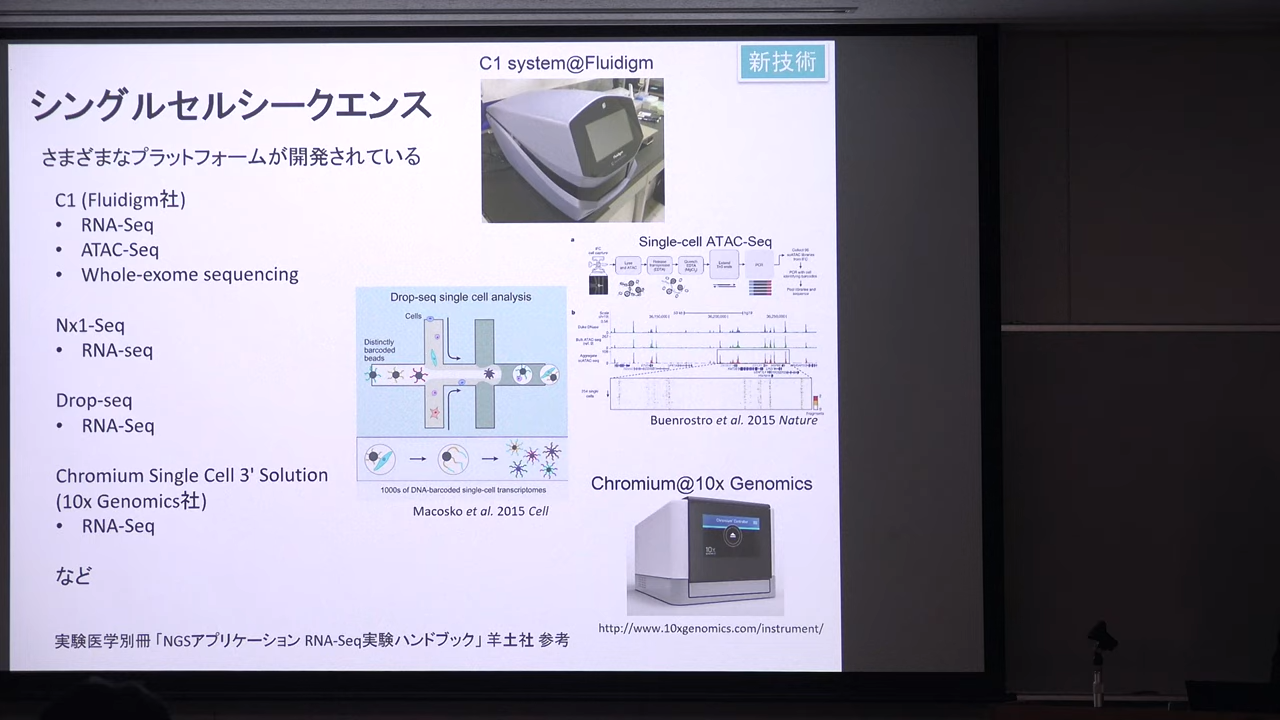 C1 system@Fluidigm
新技術
シングルセルシークエンス
さまざまなプラットフォームが開発されている
C1 (Fluidigm社)
• RNA-Seq
• ATAC-Seq
• Whole-exome sequencing
Nx1-Seq
• RNA-seq
Drop-seq
• RNA-Seq
Chromium Single Cell 3' Solution
(10x Genomics社)
• RNA-Seq
など
実験医学別冊「NGSアプリケーション RNA-Seq実験ハンドブック」羊土社 参考
Drop-seq single cell analysis
Cells
Distinctly
barcoded
beads
1000s of DNA-barcoded single-cell transcriptomes
Macosko et al. 2015 Cell
Single-cell ATAC-Seq
a
PCR
b
Buenrostro et al. 2015 Nature
Chromium@10x Genomics
Chromium Controller
10x
http://www.10xgenomics.com/instrument/